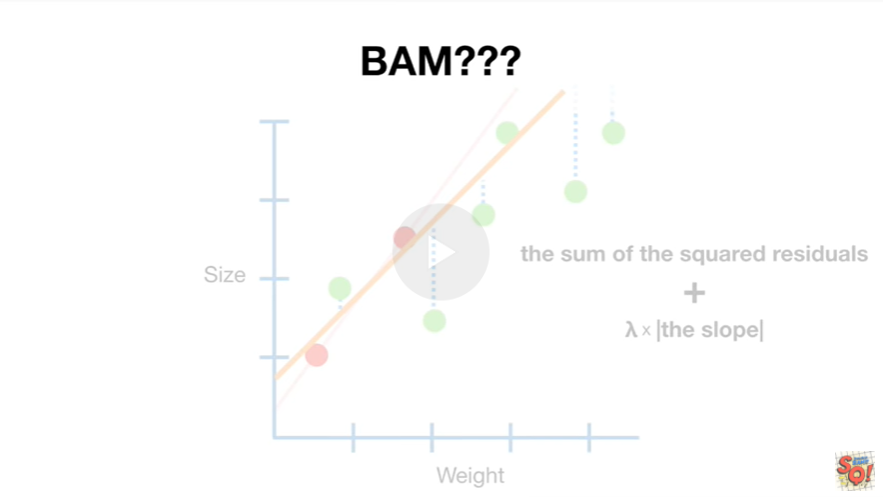 BAM???
Size
the sum of the squared residuals
+
λ x |the slope|
Weight